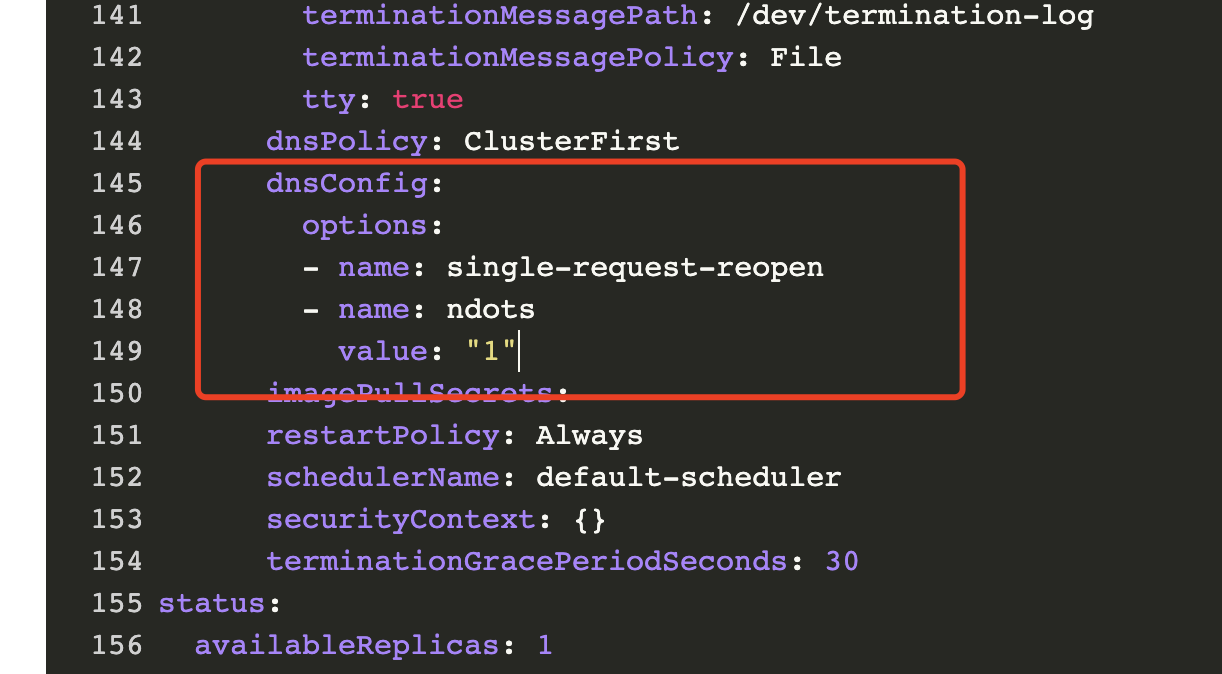 141 terminationMessagePath: /dev/termination-log
142 terminationMessagePolicy: File
143 tty: true
144 dnsPolicy: ClusterFirst
145 dnsConfig:
146 options:
147 - name: single-request-reopen
148 - name: ndots
149 value: "1"
150 imagePullSecrets:
151 restartPolicy: Always
152 schedulerName: default-scheduler
153 securityContext: {}
154 terminationGracePeriodSeconds: 30
155 status:
156 availableReplicas: 1